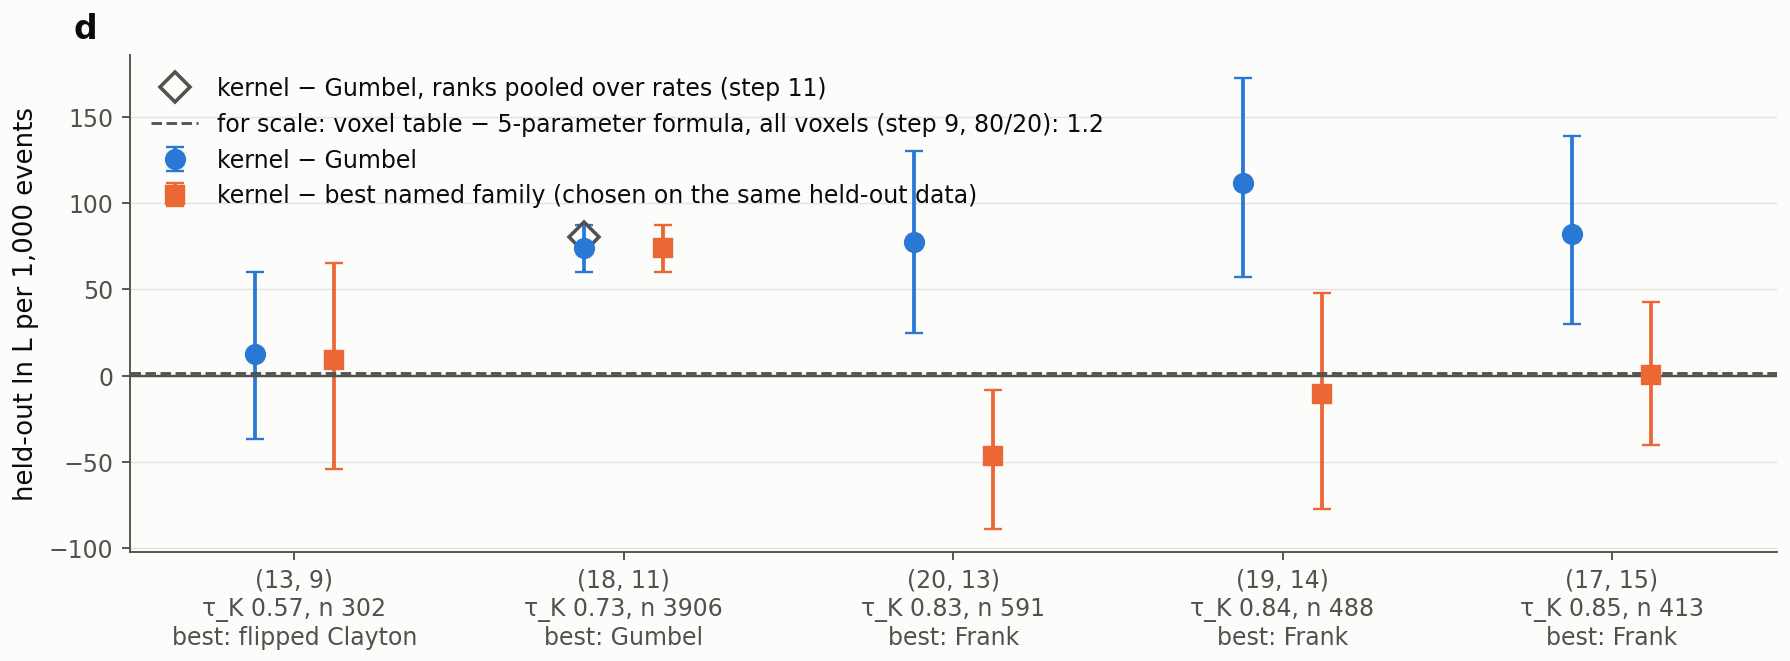 d
kernel − Gumbel, ranks pooled over rates (step 11)
for scale: voxel table − 5-parameter formula, all voxels (step 9, 80/20): 1.2
kernel − Gumbel
kernel − best named family (chosen on the same held-out data)
held-out ln L per 1,000 events
150
100
50
0
−50
−100
(13, 9)
τ_K 0.57, n 302
best: flipped Clayton
(18, 11)
τ_K 0.73, n 3906
best: Gumbel
(20, 13)
τ_K 0.83, n 591
best: Frank
(19, 14)
τ_K 0.84, n 488
best: Frank
(17, 15)
τ_K 0.85, n 413
best: Frank